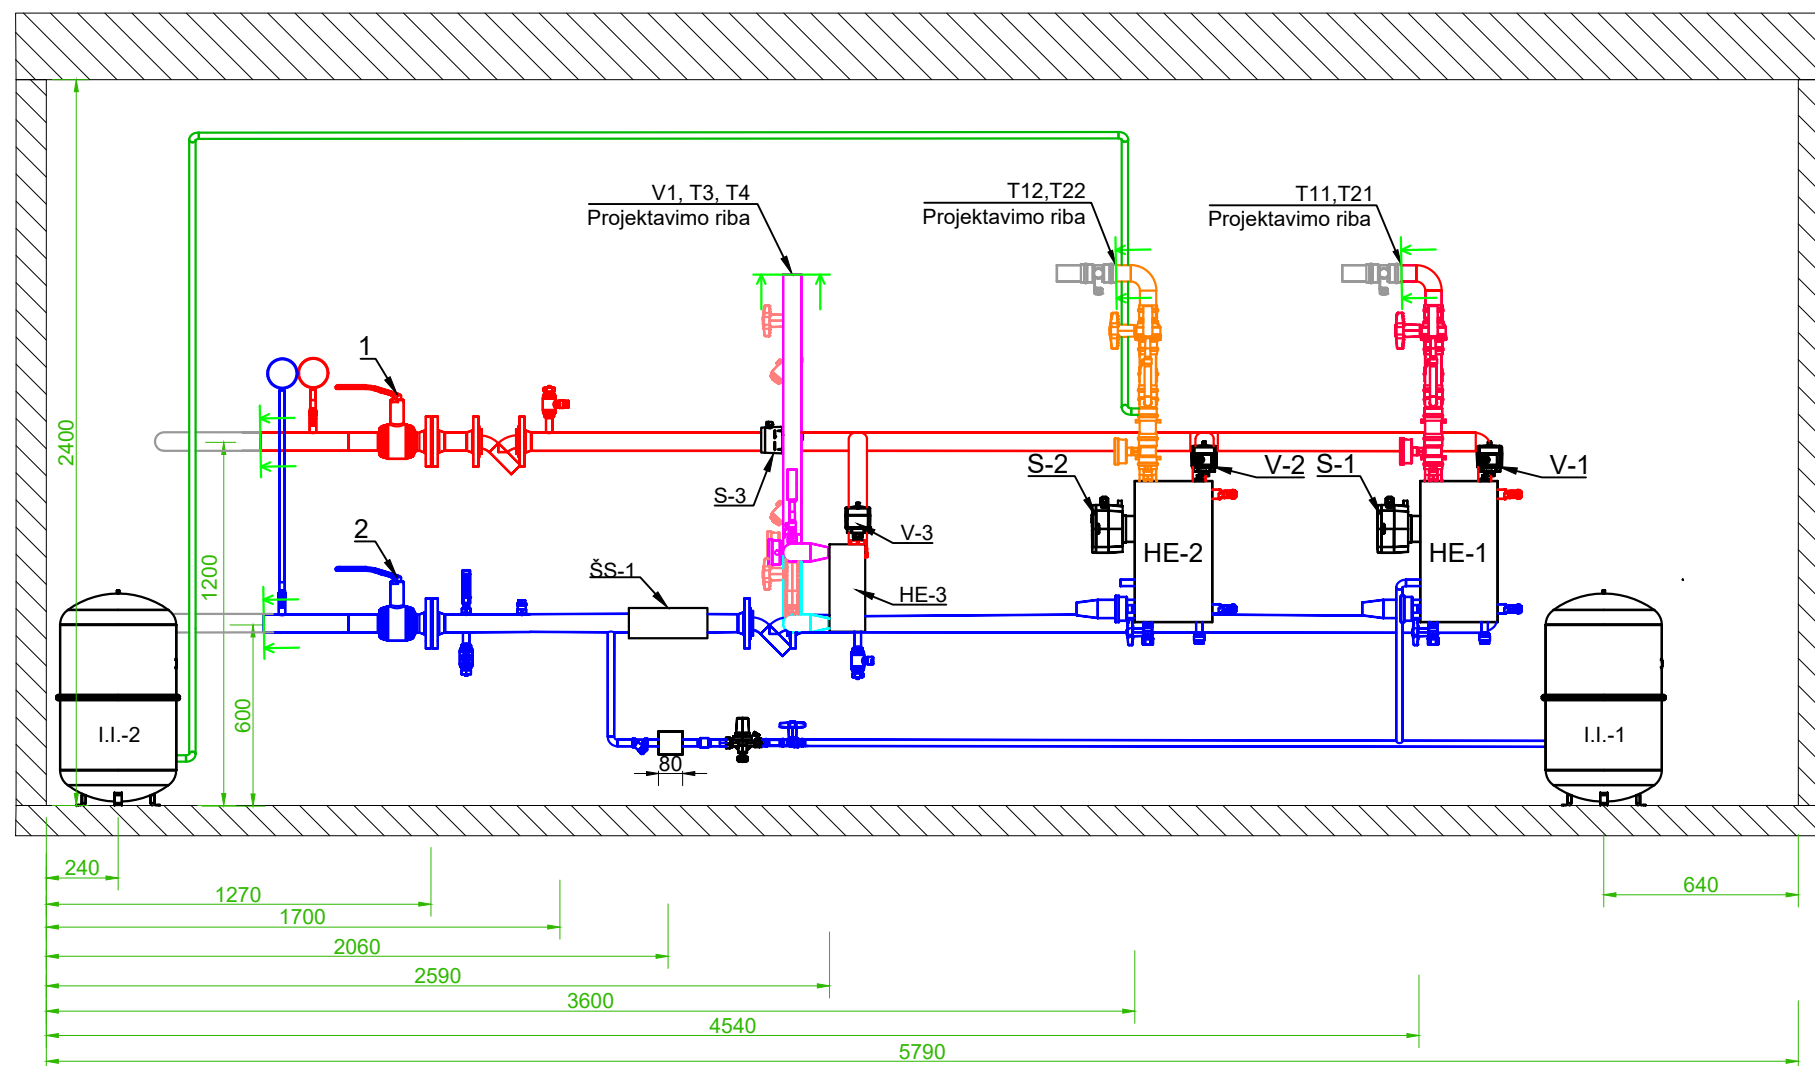 V1, T3, T4
Projektavimo riba
T12,T22
Projektavimo riba
T11,T21
Projektavimo riba
1
2400
S-3
S-2
V-2
S-1
V-1
2
V-3
HE-2
HE-1
1200
ŠS-1
HE-3
600
I.I.-2
I.I.-1
80
240
640
1270
1700
2060
2590
3600
4540
5790